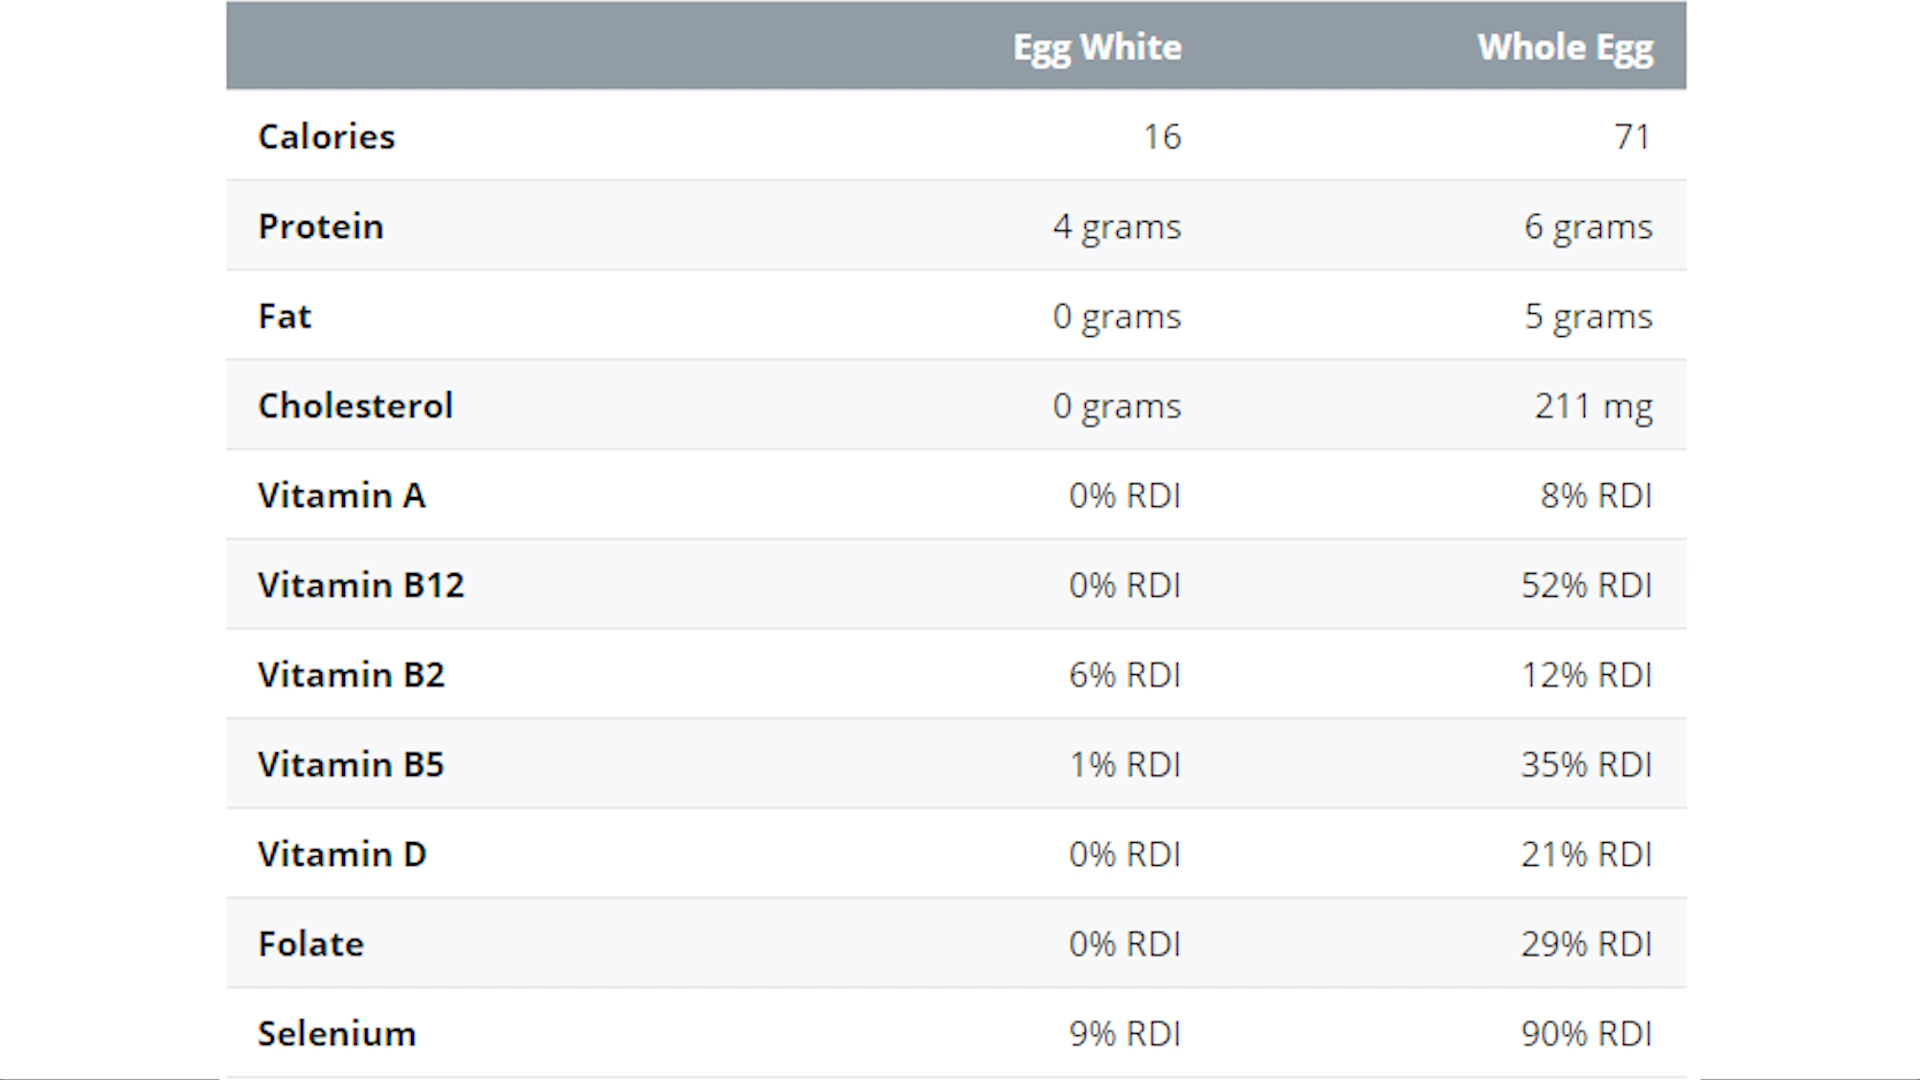 Egg White Whole Egg
Calories 16 71
Protein 4 grams 6 grams
Fat 0 grams 5 grams
Cholesterol 0 grams 211 mg
Vitamin A 0% RDI 8% RDI
Vitamin B12 0% RDI 52% RDI
Vitamin B2 6% RDI 12% RDI
Vitamin B5 1% RDI 35% RDI
Vitamin D 0% RDI 21% RDI
Folate 0% RDI 29% RDI
Selenium 9% RDI 90% RDI